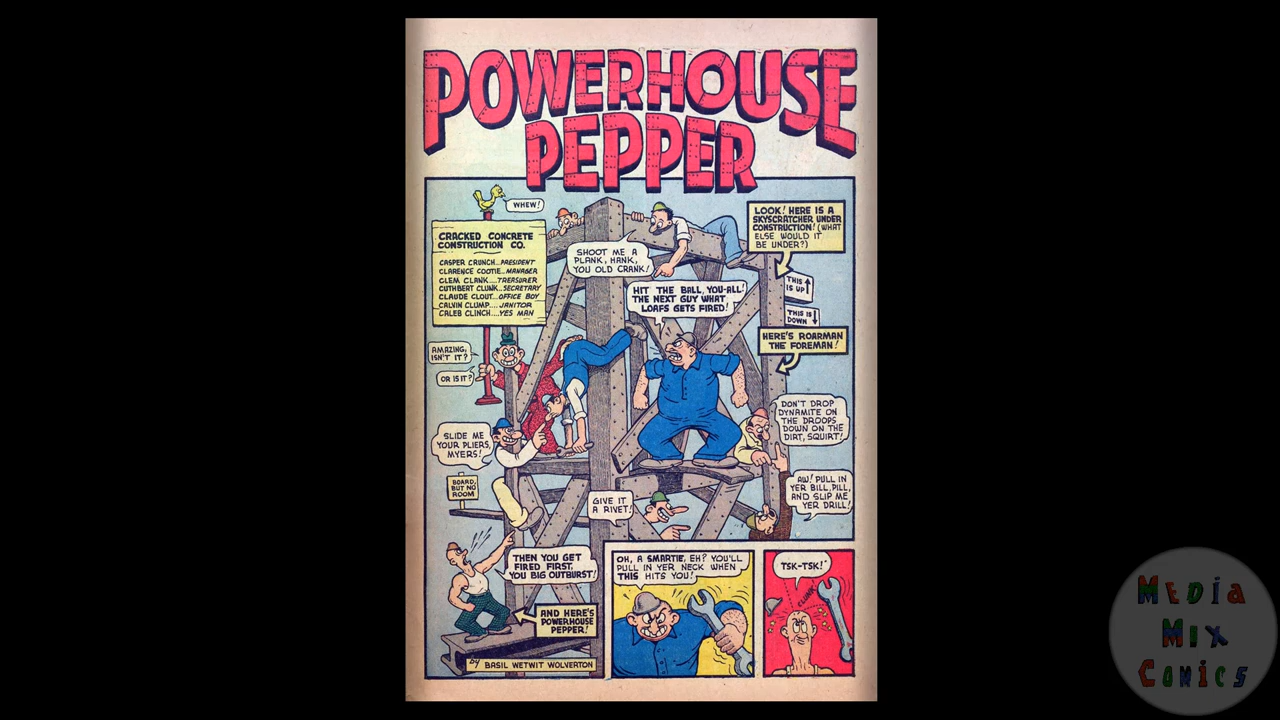 POWERHOUSE
PEPPER
WHEW!
CRACKED CONCRETE
CONSTRUCTION CO.
CASPER CRUNCH...PRESIDENT
CLARENCE COOTIE..MANAGER
CLEM CLANK....TREASURER
CUTHBERT CLUNK..SECRETARY
CLAUDE CLOUT..OFFICE BOY
CALVIN CLUMP....JANITOR
CALEB CLINCH....YES MAN
LOOK! HERE IS A
SKYSCRATCHER UNDER
CONSTRUCTION! (WHAT
ELSE WOULD IT
BE UNDER?)
SHOOT ME A
PLANK, HANK,
YOU OLD CRANK!
THIS
IS UP
HIT THE BALL, YOU-ALL!
THE NEXT GUY WHAT
LOAFS GETS FIRED!
THIS IS
DOWN
HERE'S ROARMAN
THE FOREMAN!
AMAZING,
ISN'T IT?
OR IS IT?
DON'T DROP
DYNAMITE ON
THE DROOPS
DOWN ON THE
DIRT, SQUIRT!
SLIDE ME
YOUR PLIERS,
MYERS!
BOARD,
BUT NO
ROOM
AW! PULL IN
YER BILL, PILL,
AND SLIP ME
YER DRILL!
GIVE IT
A RIVET!
THEN YOU GET
FIRED FIRST,
YOU BIG OUTBURST!
AND HERE'S
POWERHOUSE
PEPPER!
by BASIL WETWIT WOLVERTON
OH, A SMARTIE, EH? YOU'LL
PULL IN YER NECK WHEN
THIS HITS YOU!
TSK-TSK!
CLUNK
MEDIA
MIX
COMICS